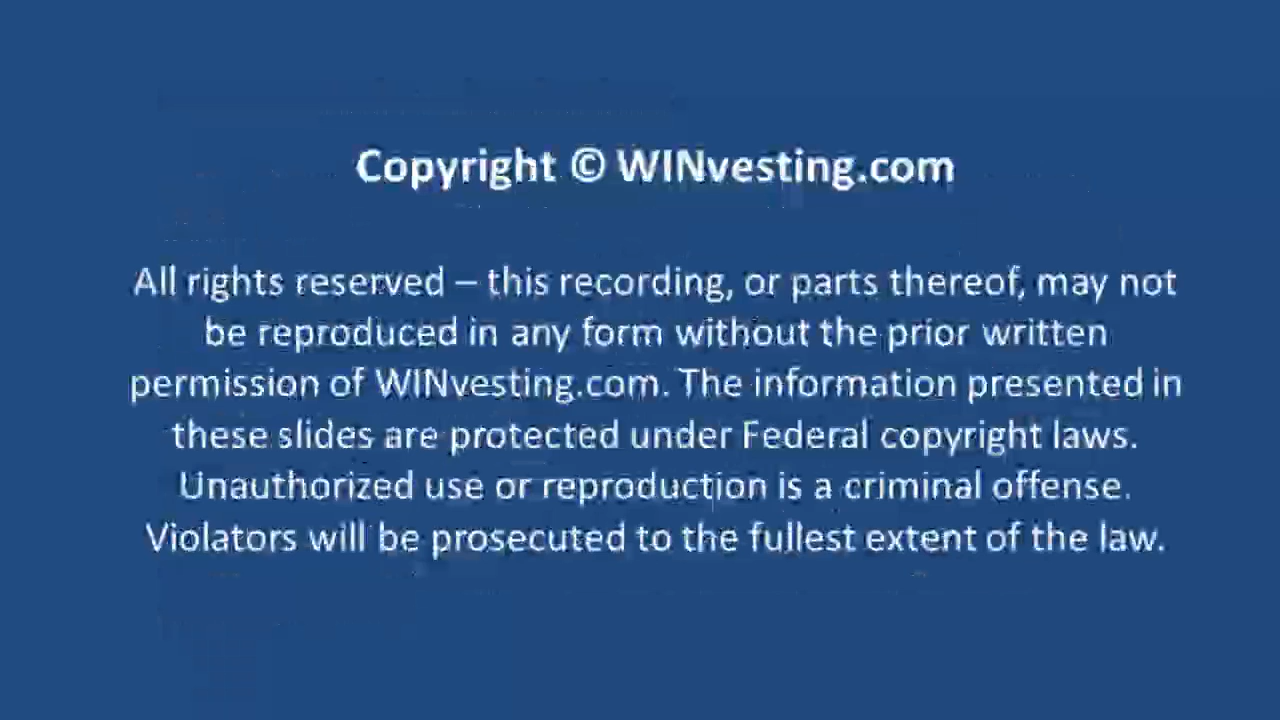 Copyright © WINvesting.com
All rights reserved – this recording, or parts thereof, may not
be reproduced in any form without the prior written
permission of WINvesting.com. The information presented in
these slides are protected under Federal copyright laws.
Unauthorized use or reproduction is a criminal offense.
Violators will be prosecuted to the fullest extent of the law.